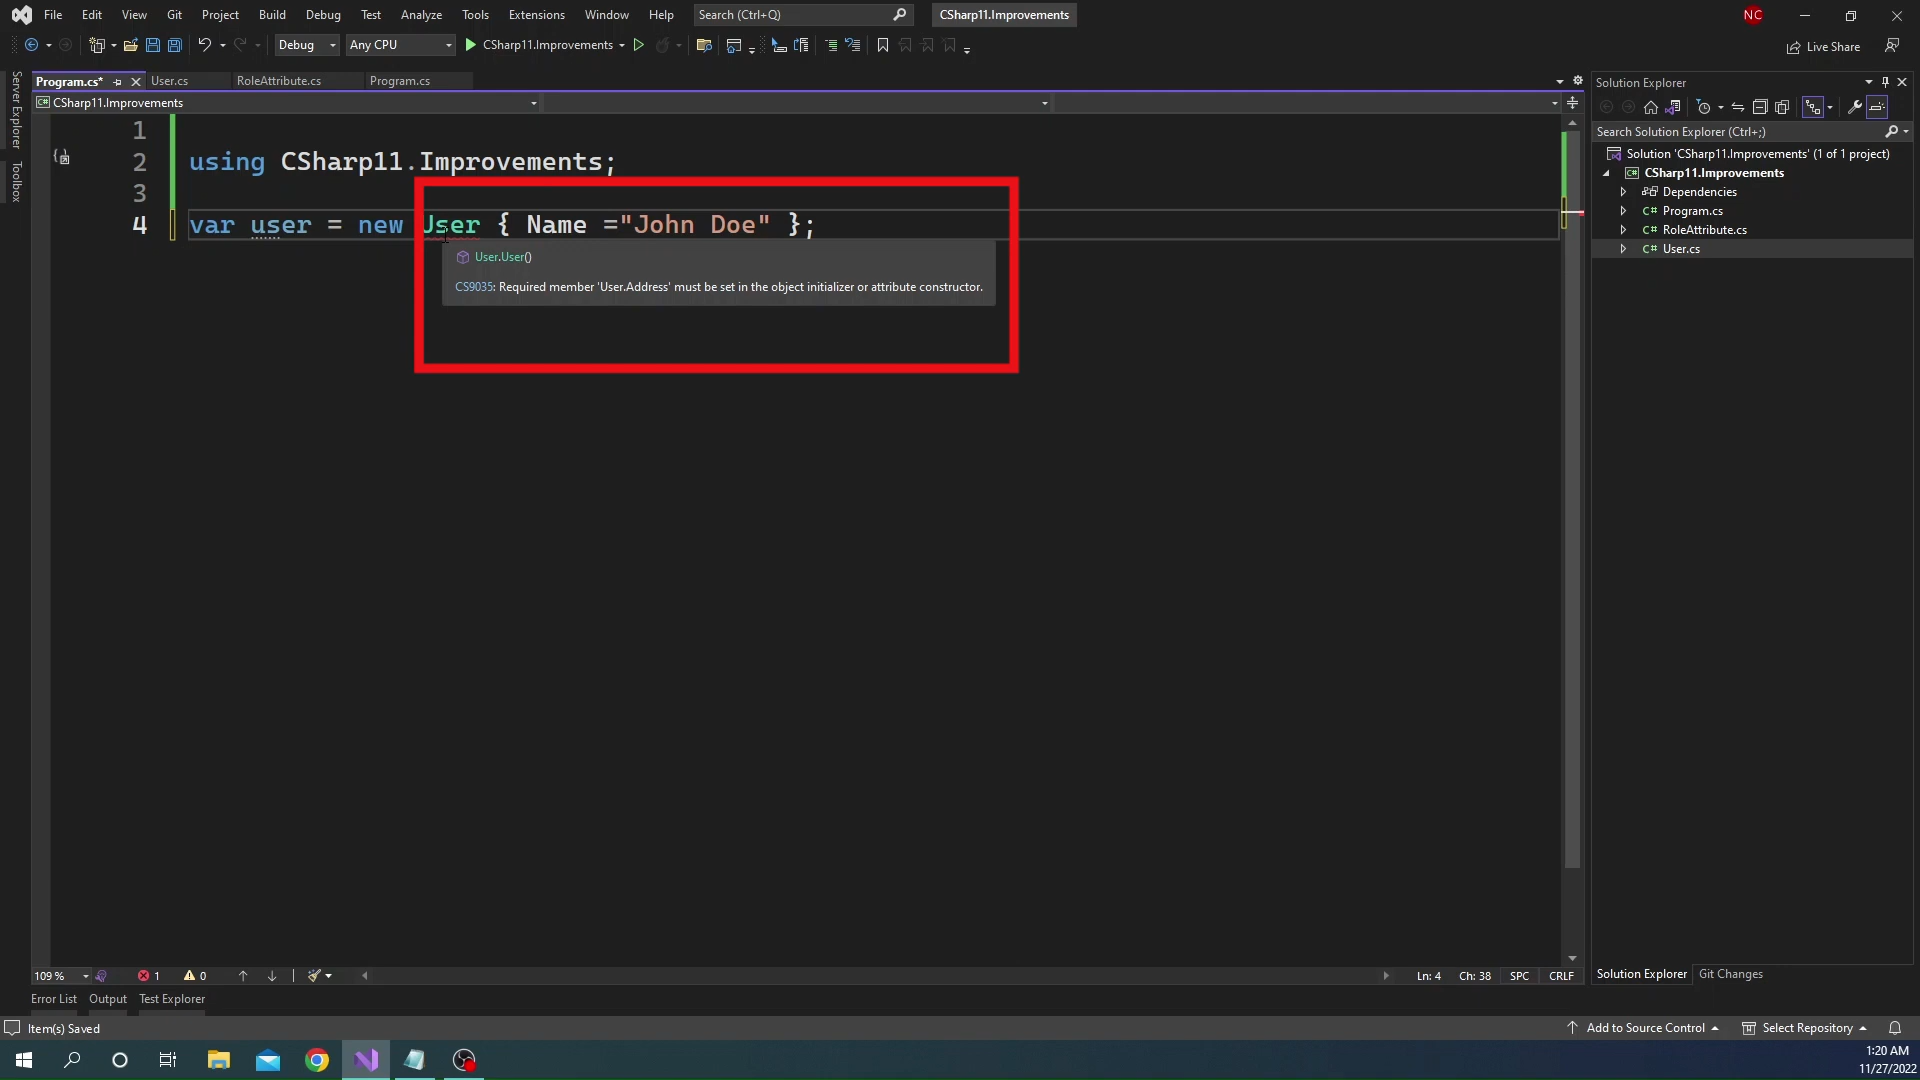 File Edit View Git Project Build Debug Test Analyze Tools Extensions Window Help Search (Ctrl+Q) CSharp11.Improvements NC
Debug Any CPU CSharp11.Improvements Live Share
Server Explorer
Toolbox
Program.cs* User.cs RoleAttribute.cs Program.cs
C# CSharp11.Improvements
1
2 using CSharp11.Improvements;
3
4 var user = new User { Name ="John Doe" };
User.User()
CS9035: Required member 'User.Address' must be set in the object initializer or attribute constructor.
Solution Explorer
Search Solution Explorer (Ctrl+;)
Solution 'CSharp11.Improvements' (1 of 1 project)
C# CSharp11.Improvements
Dependencies
C# Program.cs
C# RoleAttribute.cs
C# User.cs
109 % 1 0 Ln: 4 Ch: 38 SPC CRLF
Solution Explorer Git Changes
Error List Output Test Explorer
Item(s) Saved Add to Source Control Select Repository
1:20 AM
11/27/2022